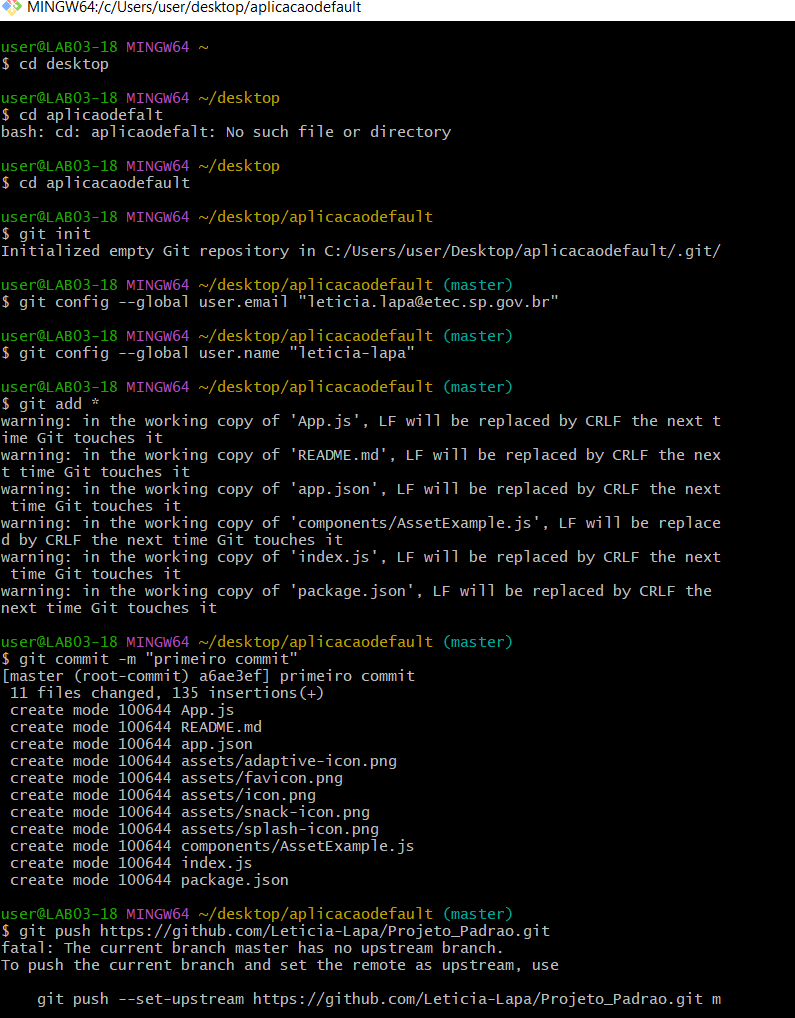 MINGW64:/c/Users/user/desktop/aplicacaodefault
user@LAB03-18 MINGW64 ~
$ cd desktop
user@LAB03-18 MINGW64 ~/desktop
$ cd aplicaodefalt
bash: cd: aplicaodefalt: No such file or directory
user@LAB03-18 MINGW64 ~/desktop
$ cd aplicacaodefault
user@LAB03-18 MINGW64 ~/desktop/aplicacaodefault
$ git init
Initialized empty Git repository in C:/Users/user/Desktop/aplicacaodefault/.git/
user@LAB03-18 MINGW64 ~/desktop/aplicacaodefault (master)
$ git config --global user.email "leticia.lapa@etec.sp.gov.br"
user@LAB03-18 MINGW64 ~/desktop/aplicacaodefault (master)
$ git config --global user.name "leticia-lapa"
user@LAB03-18 MINGW64 ~/desktop/aplicacaodefault (master)
$ git add *
warning: in the working copy of 'App.js', LF will be replaced by CRLF the next t
ime Git touches it
warning: in the working copy of 'README.md', LF will be replaced by CRLF the nex
t time Git touches it
warning: in the working copy of 'app.json', LF will be replaced by CRLF the next
 time Git touches it
warning: in the working copy of 'components/AssetExample.js', LF will be replace
d by CRLF the next time Git touches it
warning: in the working copy of 'index.js', LF will be replaced by CRLF the next
 time Git touches it
warning: in the working copy of 'package.json', LF will be replaced by CRLF the
next time Git touches it
user@LAB03-18 MINGW64 ~/desktop/aplicacaodefault (master)
$ git commit -m "primeiro commit"
[master (root-commit) a6ae3ef] primeiro commit
 11 files changed, 135 insertions(+)
 create mode 100644 App.js
 create mode 100644 README.md
 create mode 100644 app.json
 create mode 100644 assets/adaptive-icon.png
 create mode 100644 assets/favicon.png
 create mode 100644 assets/icon.png
 create mode 100644 assets/snack-icon.png
 create mode 100644 assets/splash-icon.png
 create mode 100644 components/AssetExample.js
 create mode 100644 index.js
 create mode 100644 package.json
user@LAB03-18 MINGW64 ~/desktop/aplicacaodefault (master)
$ git push https://github.com/Leticia-Lapa/Projeto_Padrao.git
fatal: The current branch master has no upstream branch.
To push the current branch and set the remote as upstream, use
    git push --set-upstream https://github.com/Leticia-Lapa/Projeto_Padrao.git m